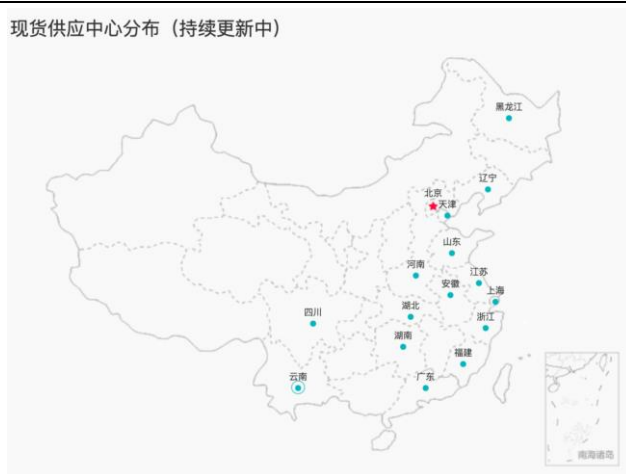 现货供应中心分布（持续更新中）
黑龙江
辽宁
北京
天津
山东
河南
江苏
安徽
上海
四川
湖北
浙江
湖南
福建
云南
广东
南海诸岛